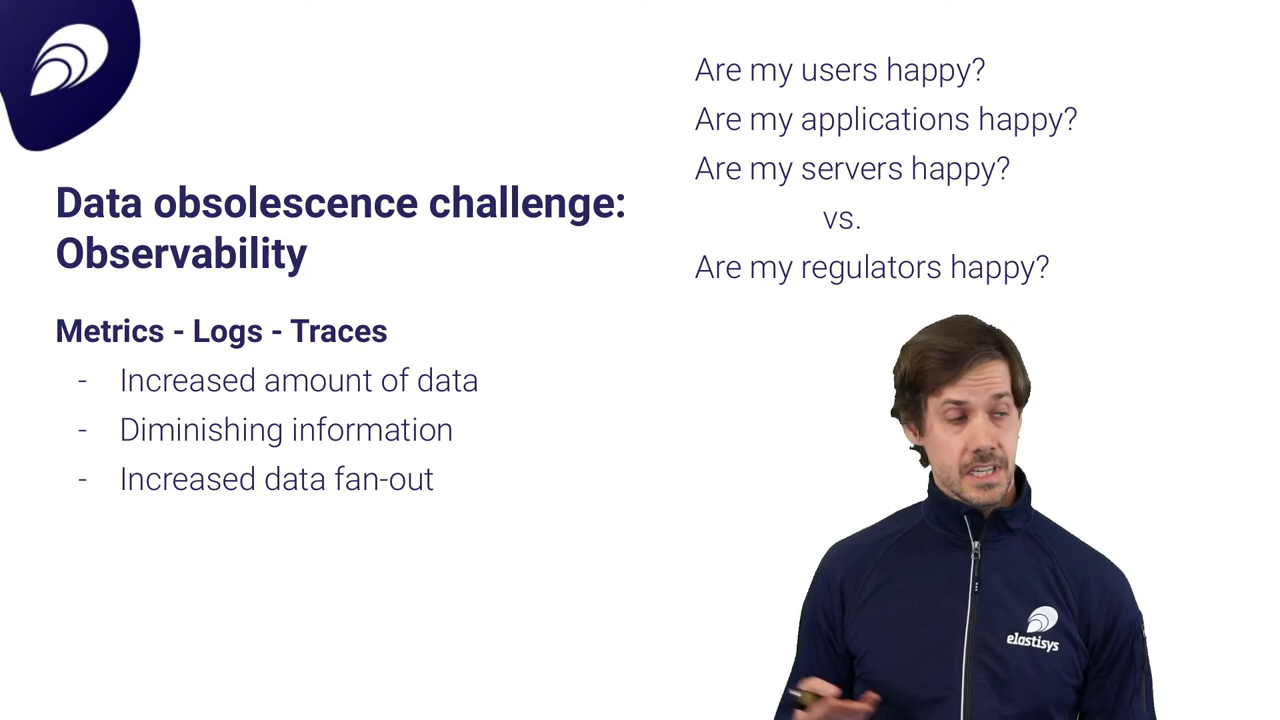 Data obsolescence challenge:
Observability
Metrics - Logs - Traces
- Increased amount of data
- Diminishing information
- Increased data fan-out
Are my users happy?
Are my applications happy?
Are my servers happy?
vs.
Are my regulators happy?
elastisys